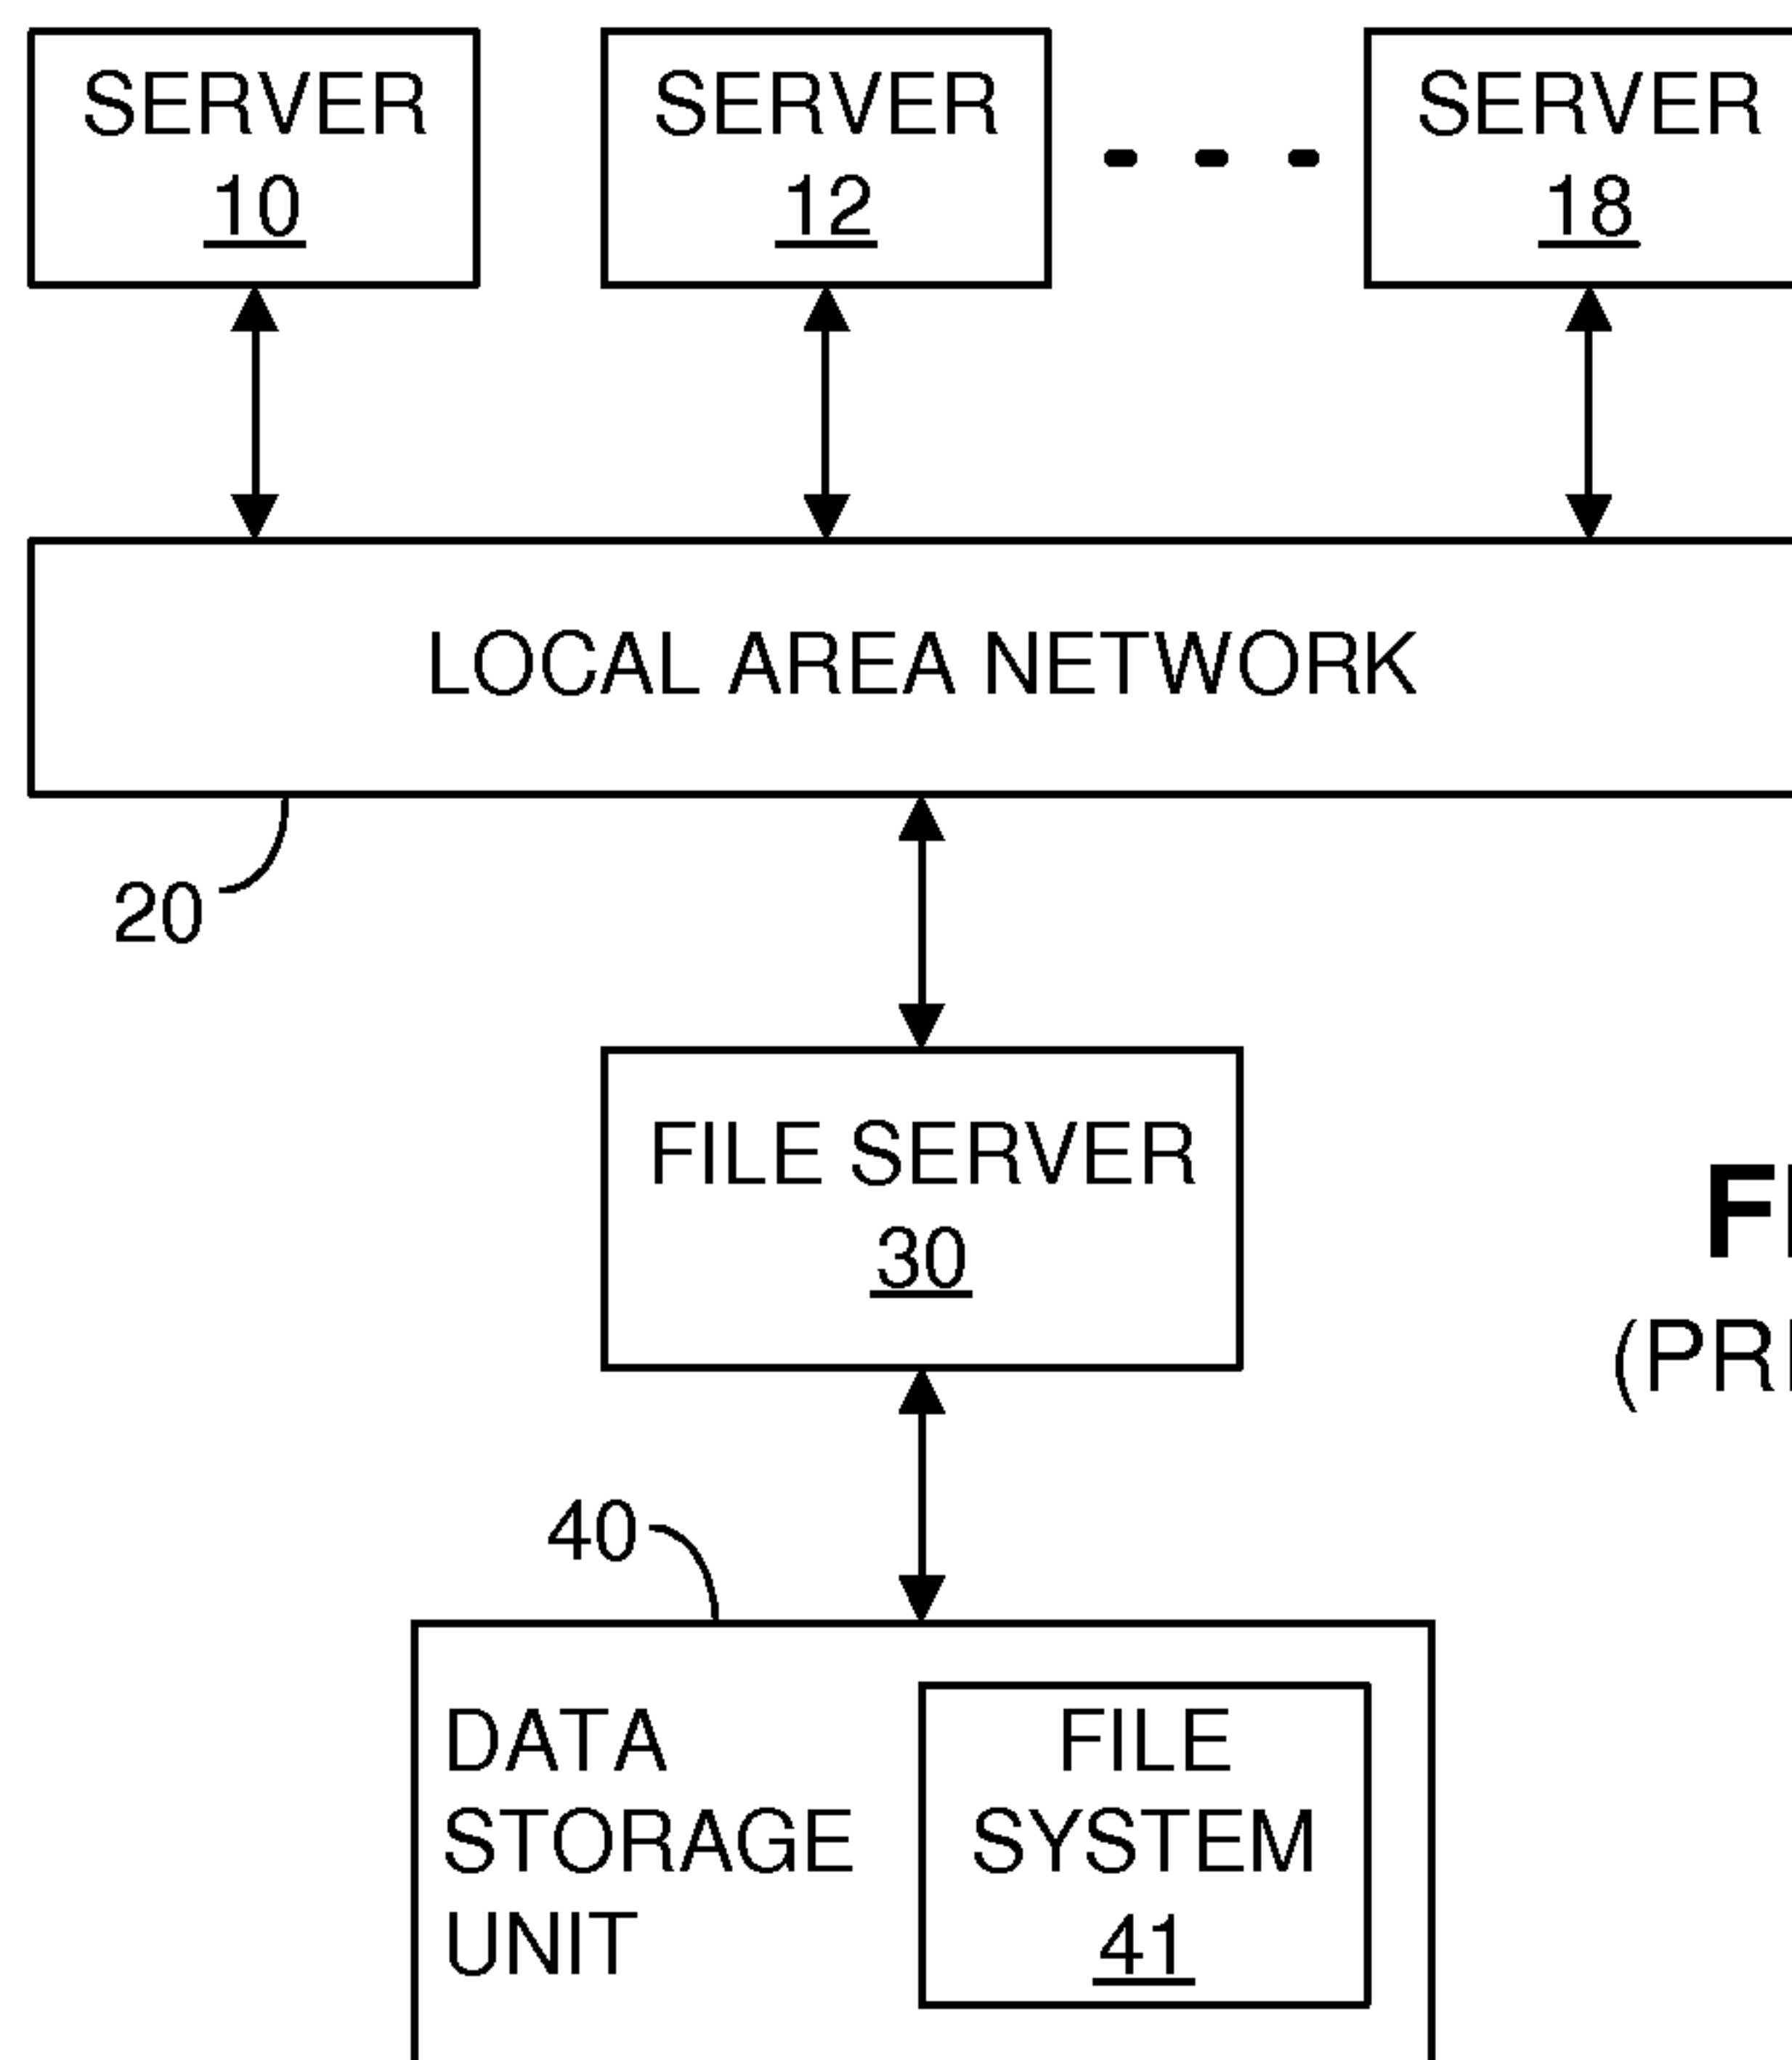 SERVER
10
SERVER
12
SERVER
18
LOCAL AREA NETWORK
20
FILE SERVER
30
40
DATA
STORAGE
UNIT
FILE
SYSTEM
41